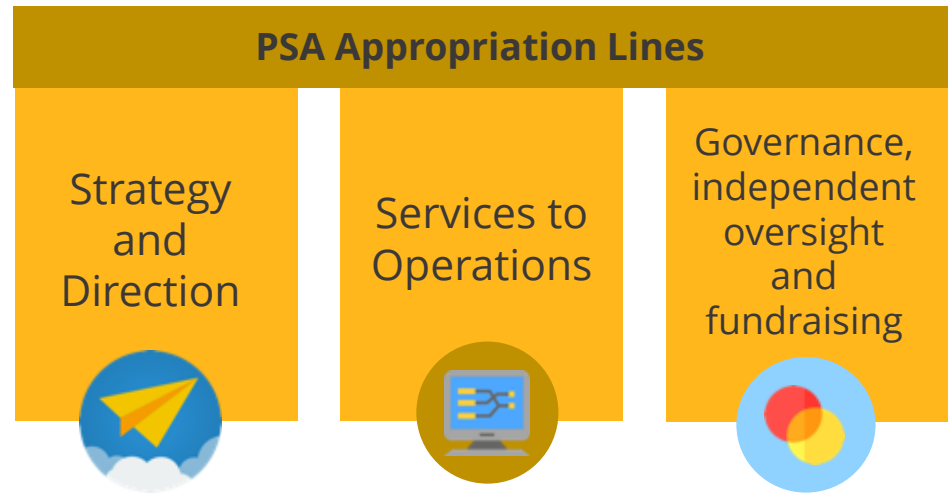 PSA Appropriation Lines
Strategy
and
Direction
Services to
Operations
Governance,
independent
oversight
and
fundraising